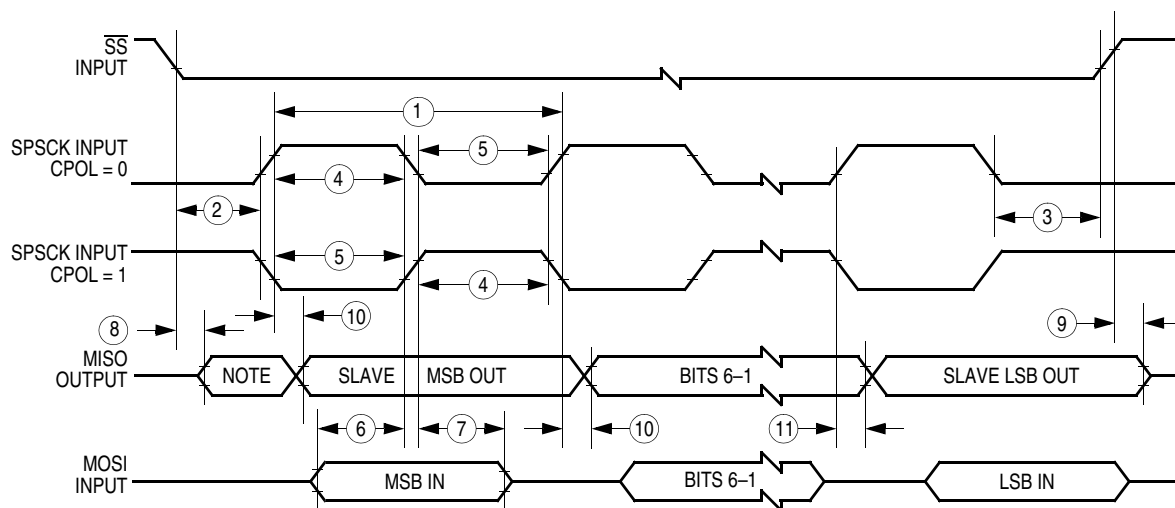 SS
INPUT
1
SPSCK INPUT
CPOL = 0
5
4
2
3
SPSCK INPUT
CPOL = 1
5
4
8
10
9
MISO
OUTPUT
NOTE
SLAVE MSB OUT
BITS 6–1
SLAVE LSB OUT
6
7
10
11
MOSI
INPUT
MSB IN
BITS 6–1
LSB IN